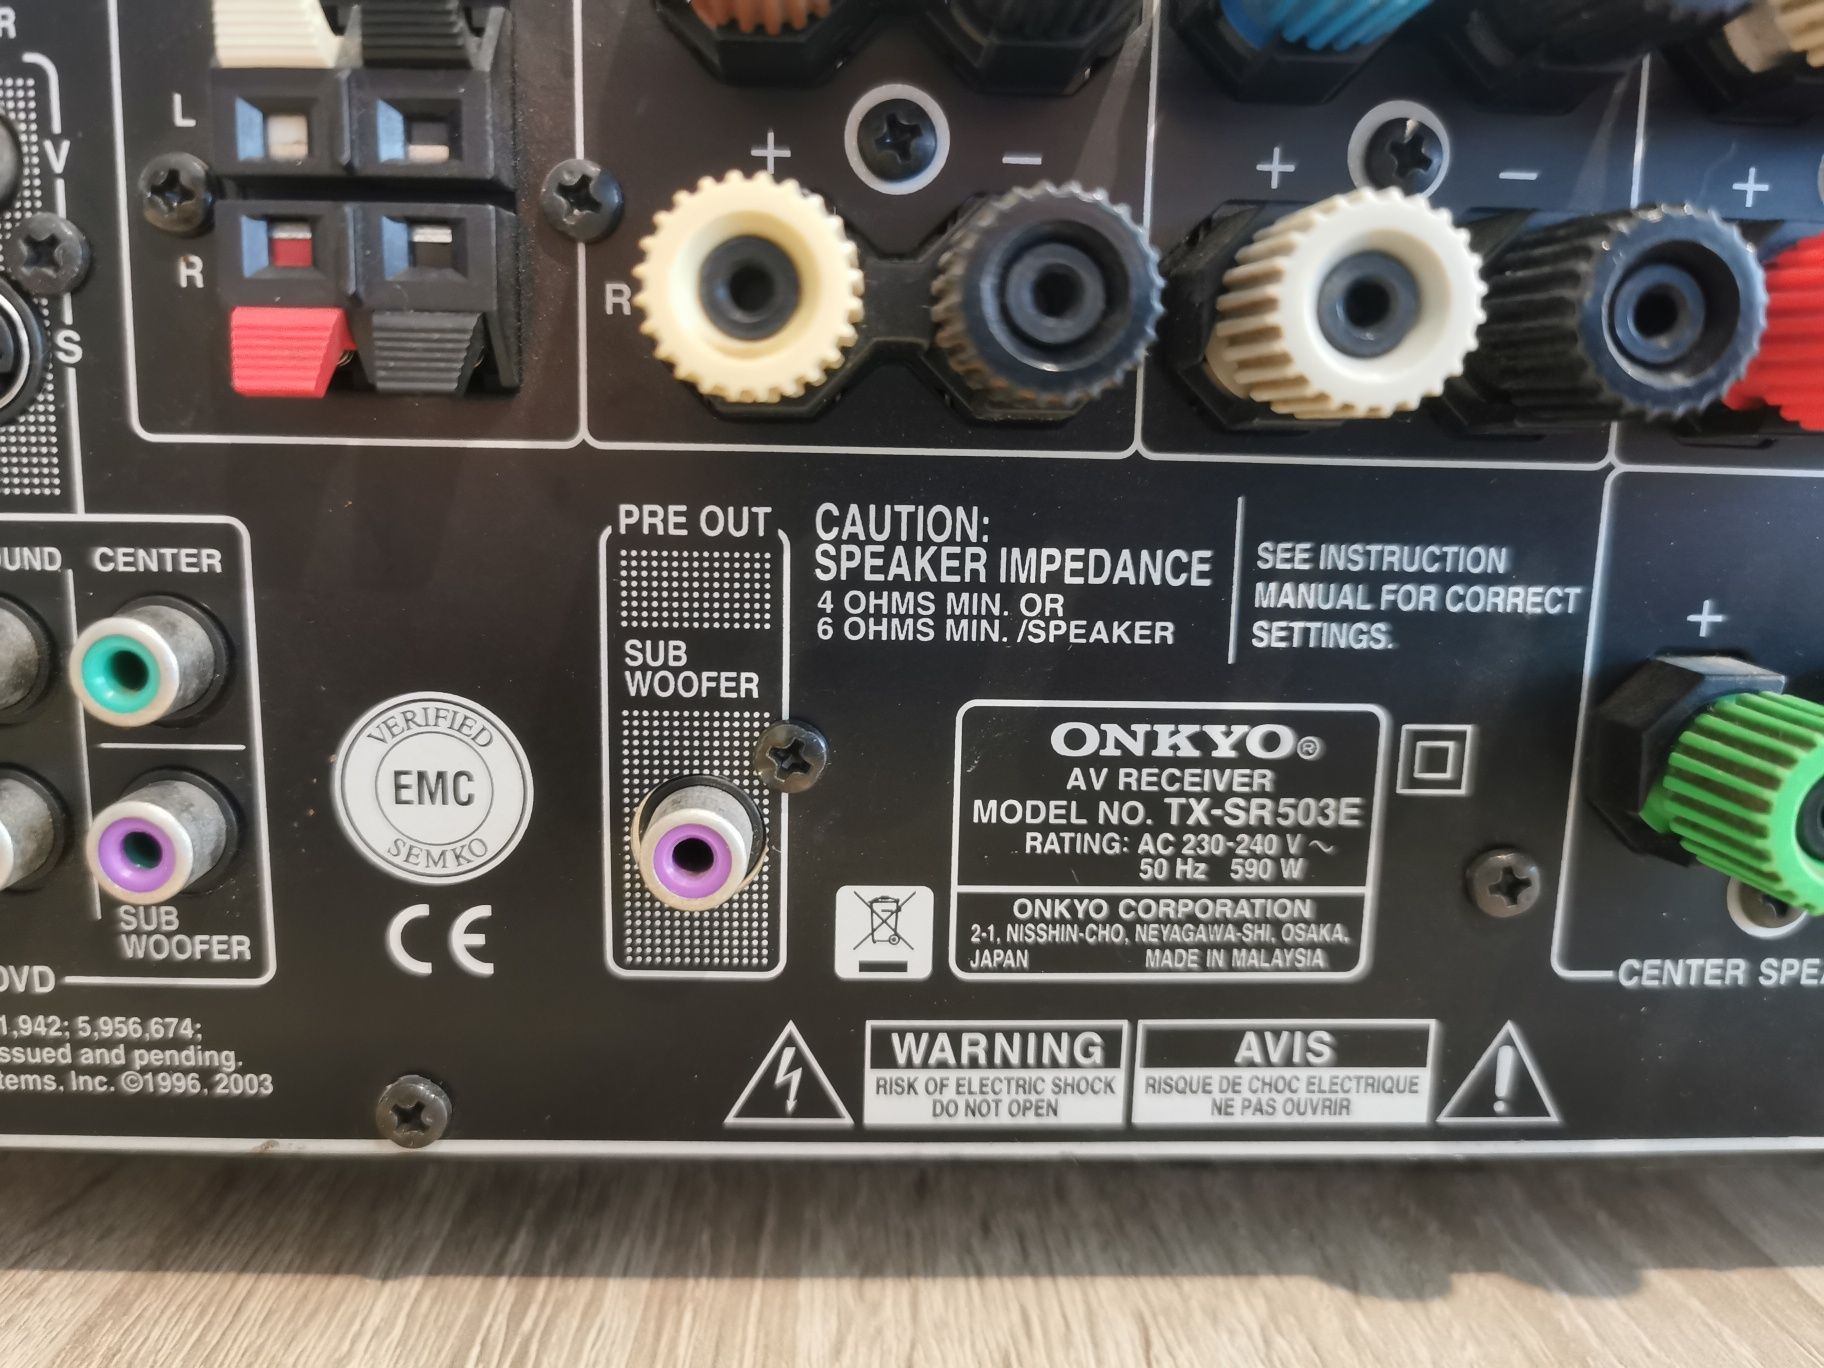 R
V
S
L
R
+ −
+ −
+
R
OUND
CENTER
SUB
WOOFER
DVD
1,942; 5,956,674;
ssued and pending.
tems, Inc. ©1996, 2003
VERIFIED
EMC
SEMKO
CE
PRE OUT
SUB
WOOFER
CAUTION:
SPEAKER IMPEDANCE
4 OHMS MIN. OR
6 OHMS MIN. /SPEAKER
SEE INSTRUCTION
MANUAL FOR CORRECT
SETTINGS.
ONKYO®
AV RECEIVER
MODEL NO. TX-SR503E
RATING: AC 230-240 V ~
50 Hz 590 W
ONKYO CORPORATION
2-1, NISSHIN-CHO, NEYAGAWA-SHI, OSAKA,
JAPAN MADE IN MALAYSIA
+
CENTER SPEA
WARNING
RISK OF ELECTRIC SHOCK
DO NOT OPEN
AVIS
RISQUE DE CHOC ELECTRIQUE
NE PAS OUVRIR
!